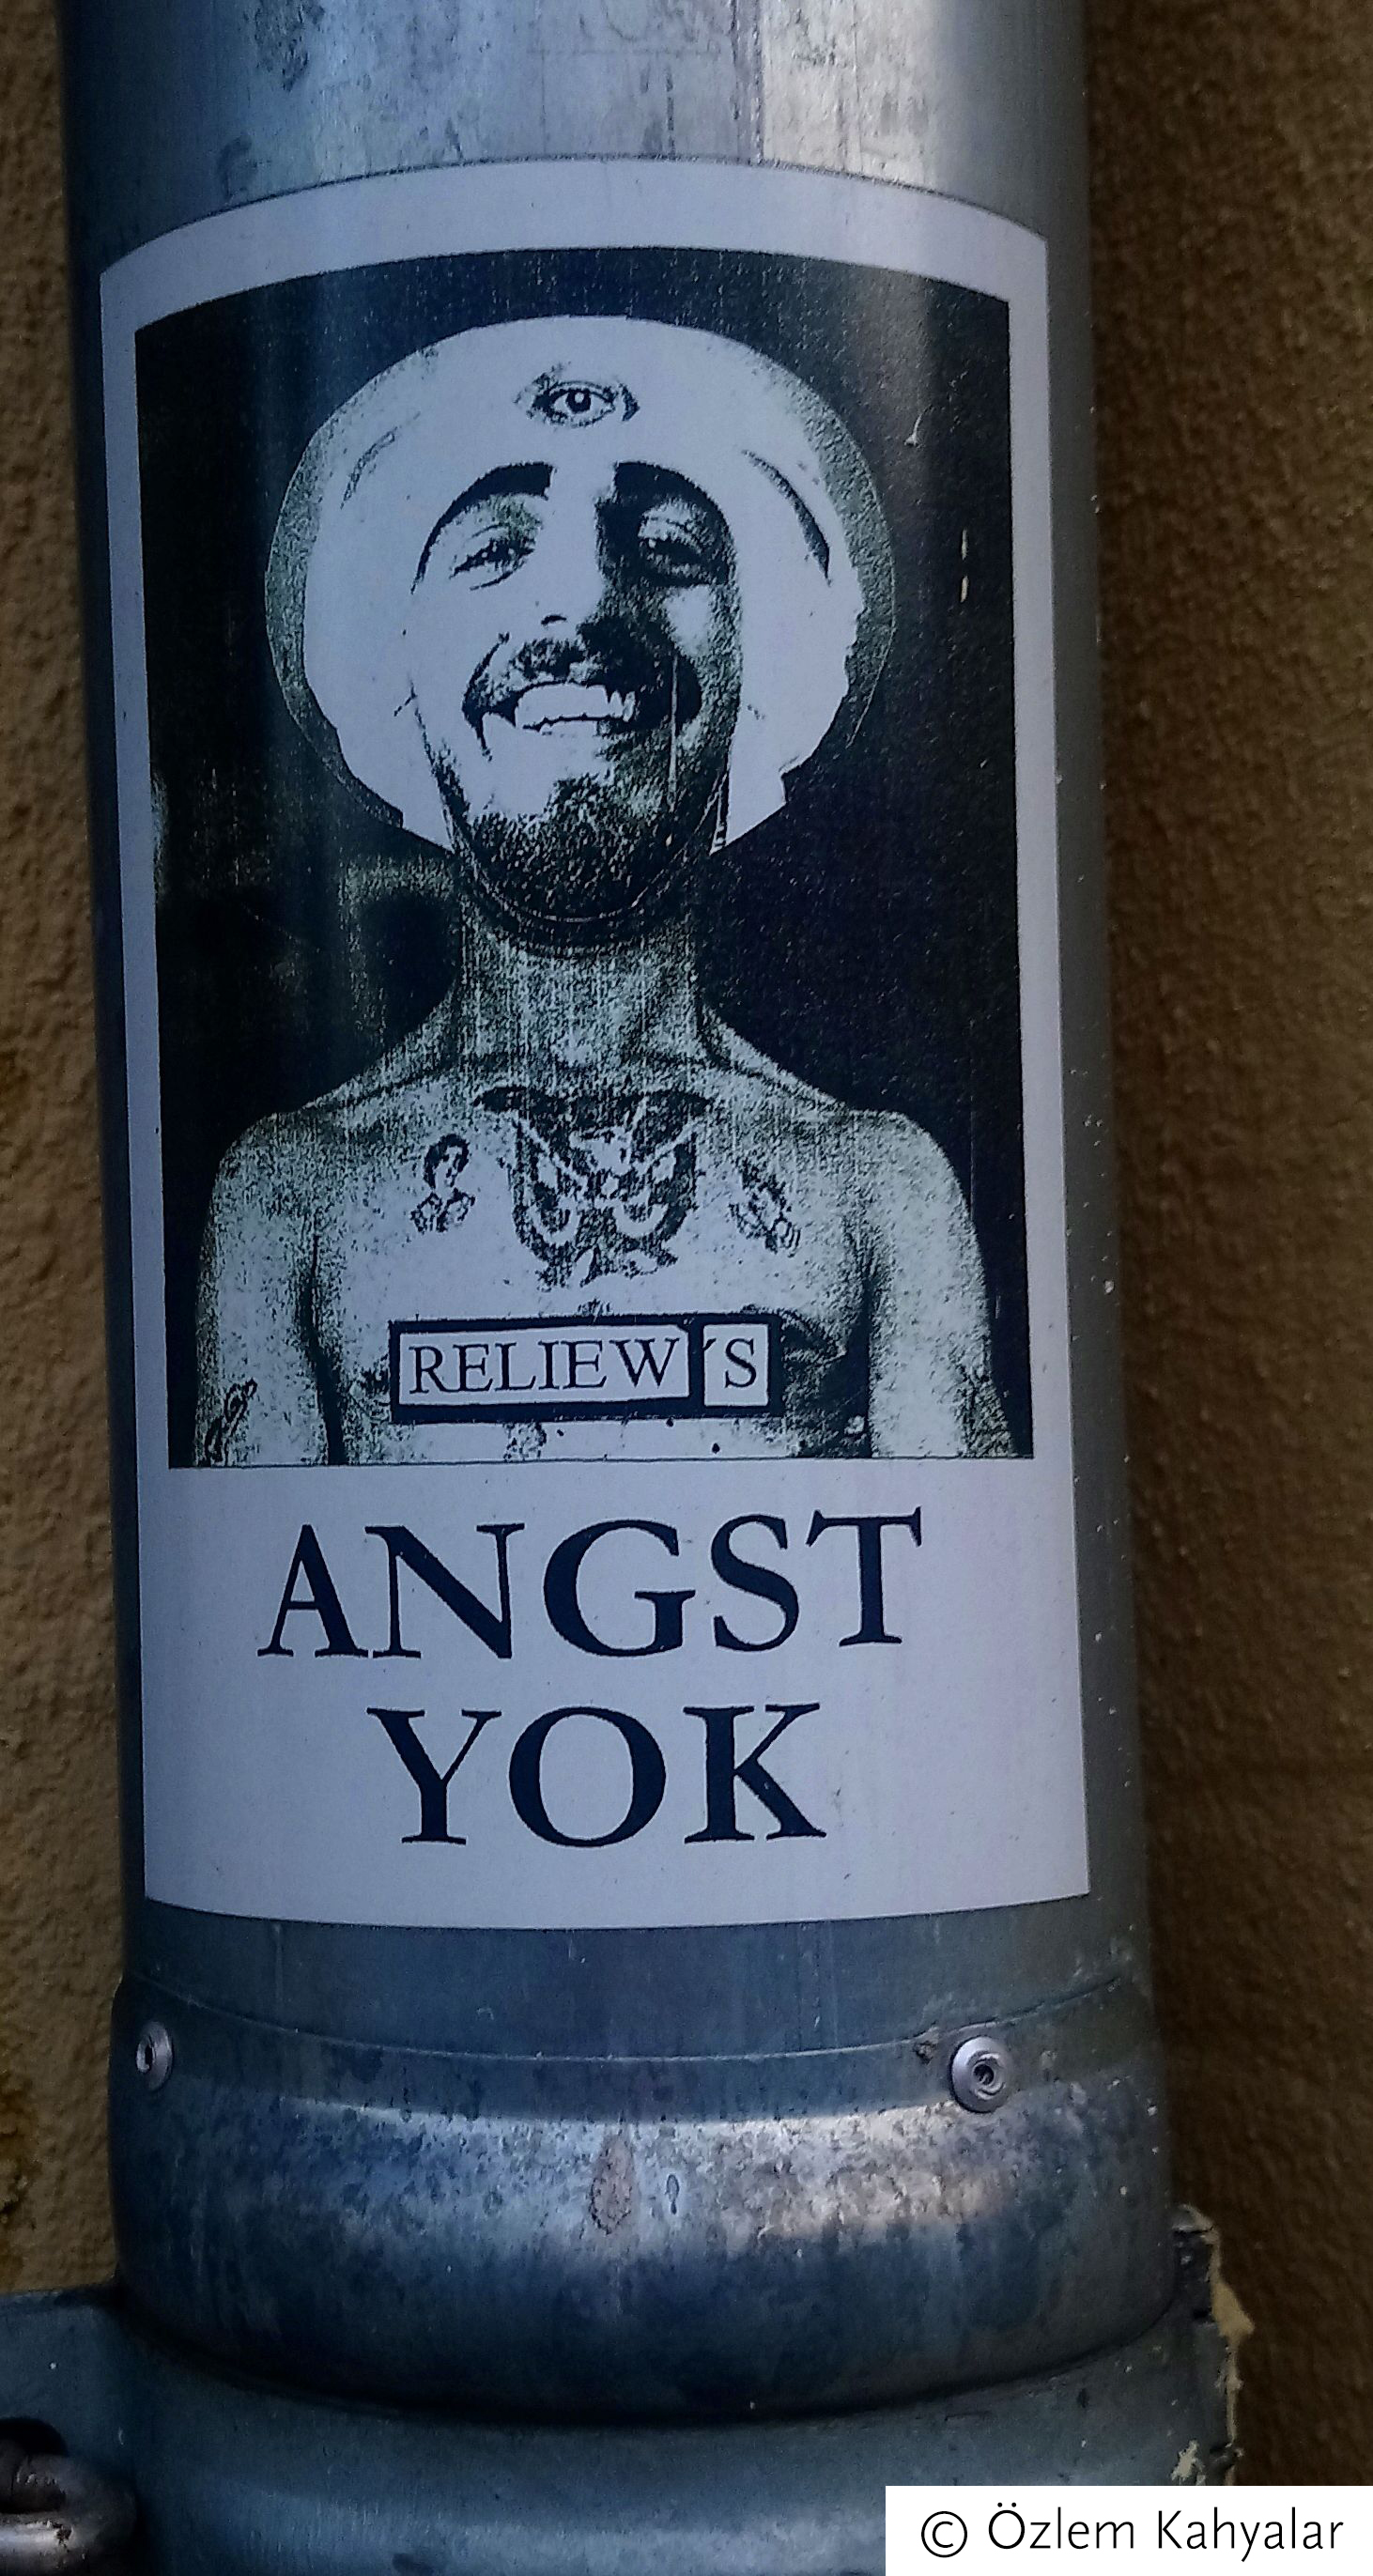 RELIEW´S
ANGST
YOK
© Özlem Kahyalar